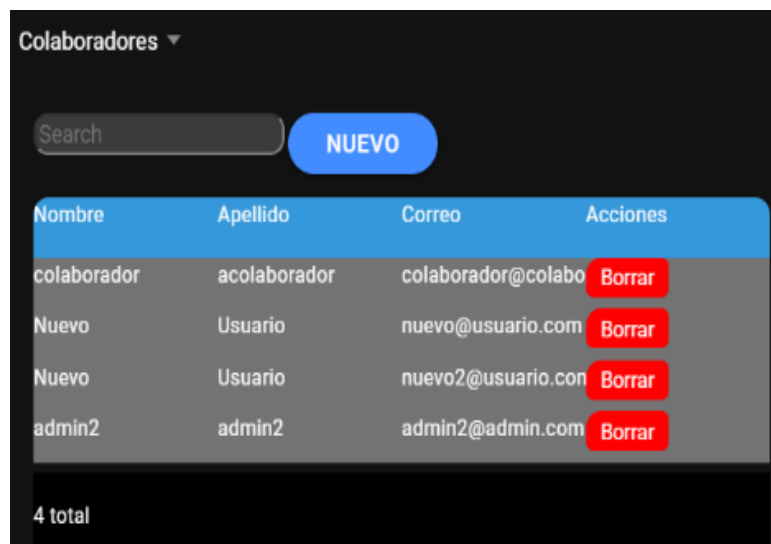 Colaboradores
Search NUEVO
Nombre Apellido Correo Acciones
colaborador acolaborador colaborador@colabo Borrar
Nuevo Usuario nuevo@usuario.com Borrar
Nuevo Usuario nuevo2@usuario.con Borrar
admin2 admin2 admin2@admin.com Borrar
4 total